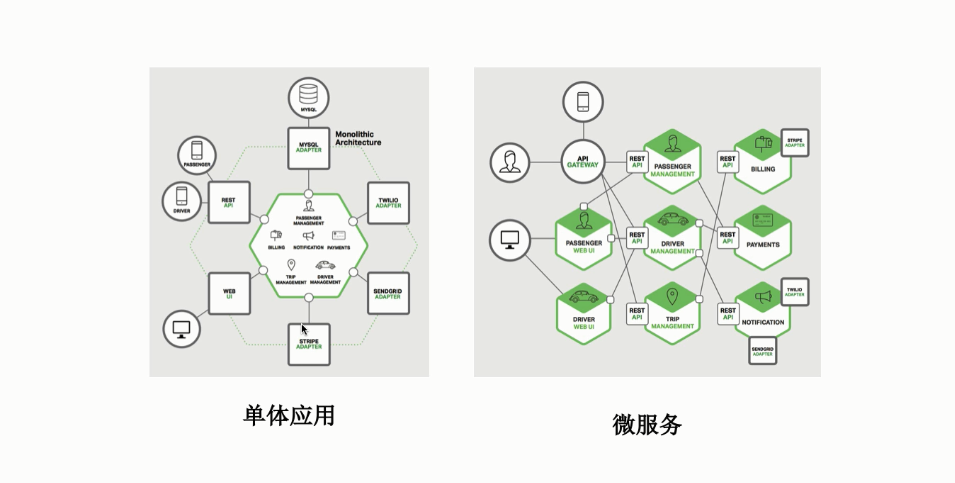 MYSQL
MYSQL
ADAPTER
Monolithic
Architecture
PASSENGER
DRIVER
REST
API
TWILIO
ADAPTER
PASSENGER
MANAGEMENT
BILLING
NOTIFICATION
PAYMENTS
TRIP
MANAGEMENT
DRIVER
MANAGEMENT
WEB
UI
SENDGRID
ADAPTER
STRIPE
ADAPTER
单体应用
API
GATEWAY
REST
API
PASSENGER
MANAGEMENT
REST
API
BILLING
STRIPE
ADAPTER
PASSENGER
WEB UI
REST
API
DRIVER
MANAGEMENT
REST
API
PAYMENTS
DRIVER
WEB UI
REST
API
TRIP
MANAGEMENT
REST
API
NOTIFICATION
TWILIO
ADAPTER
SENDGRID
ADAPTER
微服务